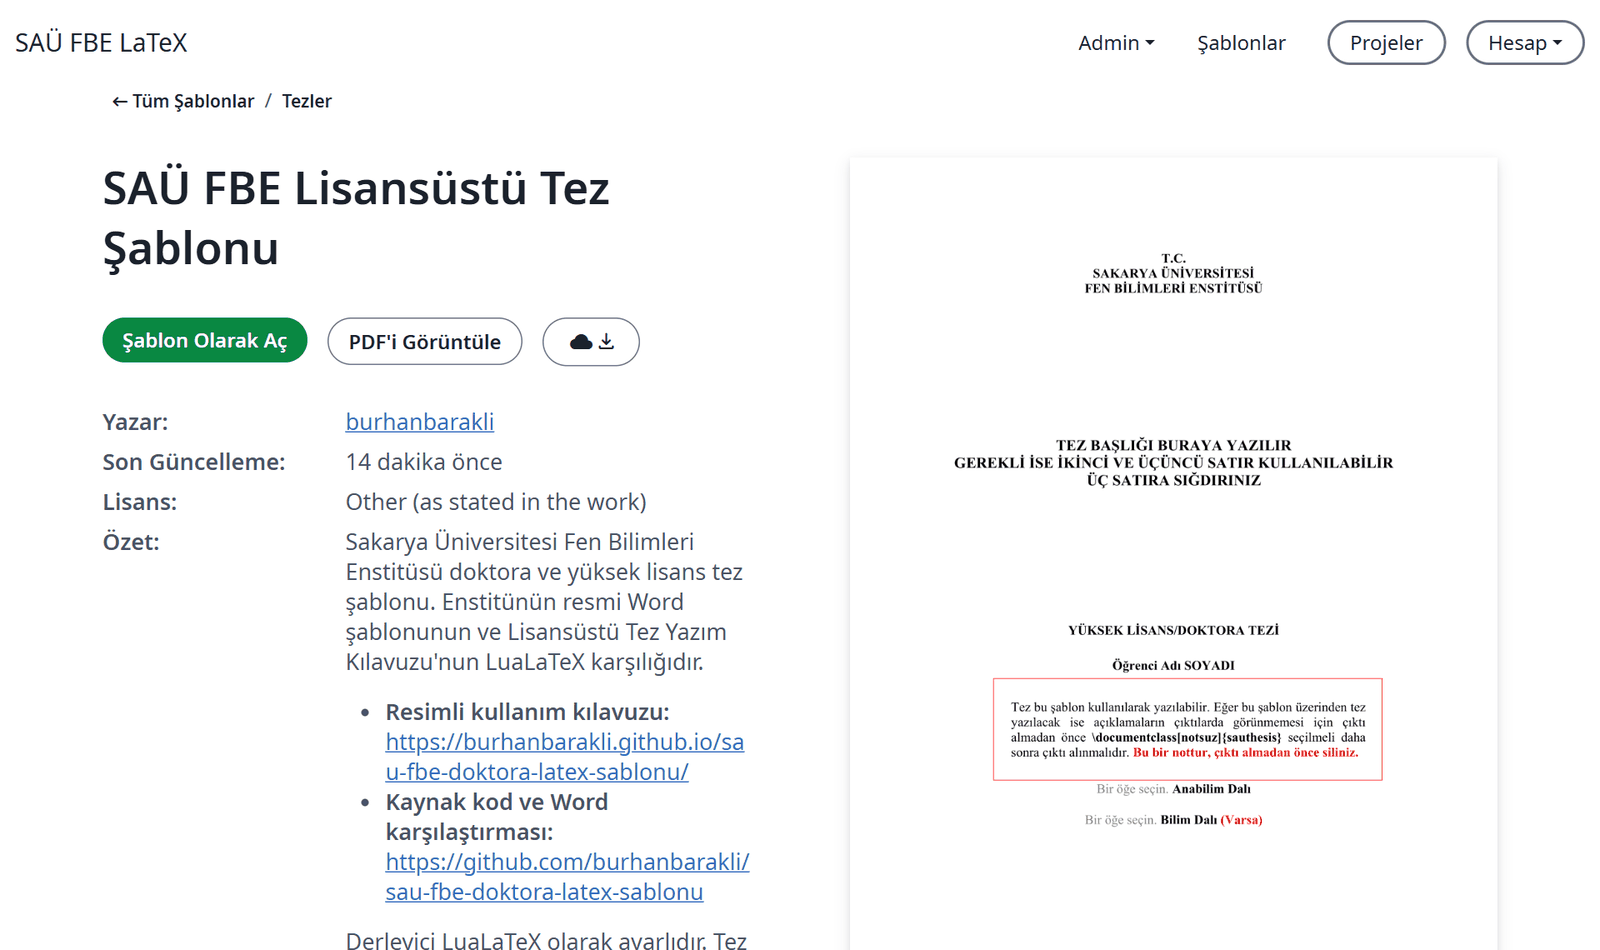 SAÜ FBE LaTeX
Admin
Şablonlar
Projeler
Hesap
← Tüm Şablonlar / Tezler
SAÜ FBE Lisansüstü Tez
Şablonu
Şablon Olarak Aç
PDF'i Görüntüle
Yazar: burhanbarakli
Son Güncelleme: 14 dakika önce
Lisans: Other (as stated in the work)
Özet: Sakarya Üniversitesi Fen Bilimleri
Enstitüsü doktora ve yüksek lisans tez
şablonu. Enstitünün resmi Word
şablonunun ve Lisansüstü Tez Yazım
Kılavuzu'nun LuaLaTeX karşılığıdır.
• Resimli kullanım kılavuzu:
https://burhanbarakli.github.io/sa
u-fbe-doktora-latex-sablonu/
• Kaynak kod ve Word
karşılaştırması:
https://github.com/burhanbarakli/
sau-fbe-doktora-latex-sablonu
Derleyici LuaLaTeX olarak ayarlıdır. Tez
T.C.
SAKARYA ÜNİVERSİTESİ
FEN BİLİMLERİ ENSTİTÜSÜ
TEZ BAŞLIĞI BURAYA YAZILIR
GEREKLİ İSE İKİNCİ VE ÜÇÜNCÜ SATIR KULLANILABİLİR
ÜÇ SATIRA SIĞDIRINIZ
YÜKSEK LİSANS/DOKTORA TEZİ
Öğrenci Adı SOYADI
Tez bu şablon kullanılarak yazılabilir. Eğer bu şablon üzerinden tez
yazılacak ise açıklamaların çıktılarda görünmemesi için çıktı
almadan önce \documentclass[notsuz]{sauthesis} seçilmeli daha
sonra çıktı alınmalıdır. Bu bir nottur, çıktı almadan önce siliniz.
Bir öğe seçin. Anabilim Dalı
Bir öğe seçin. Bilim Dalı (Varsa)